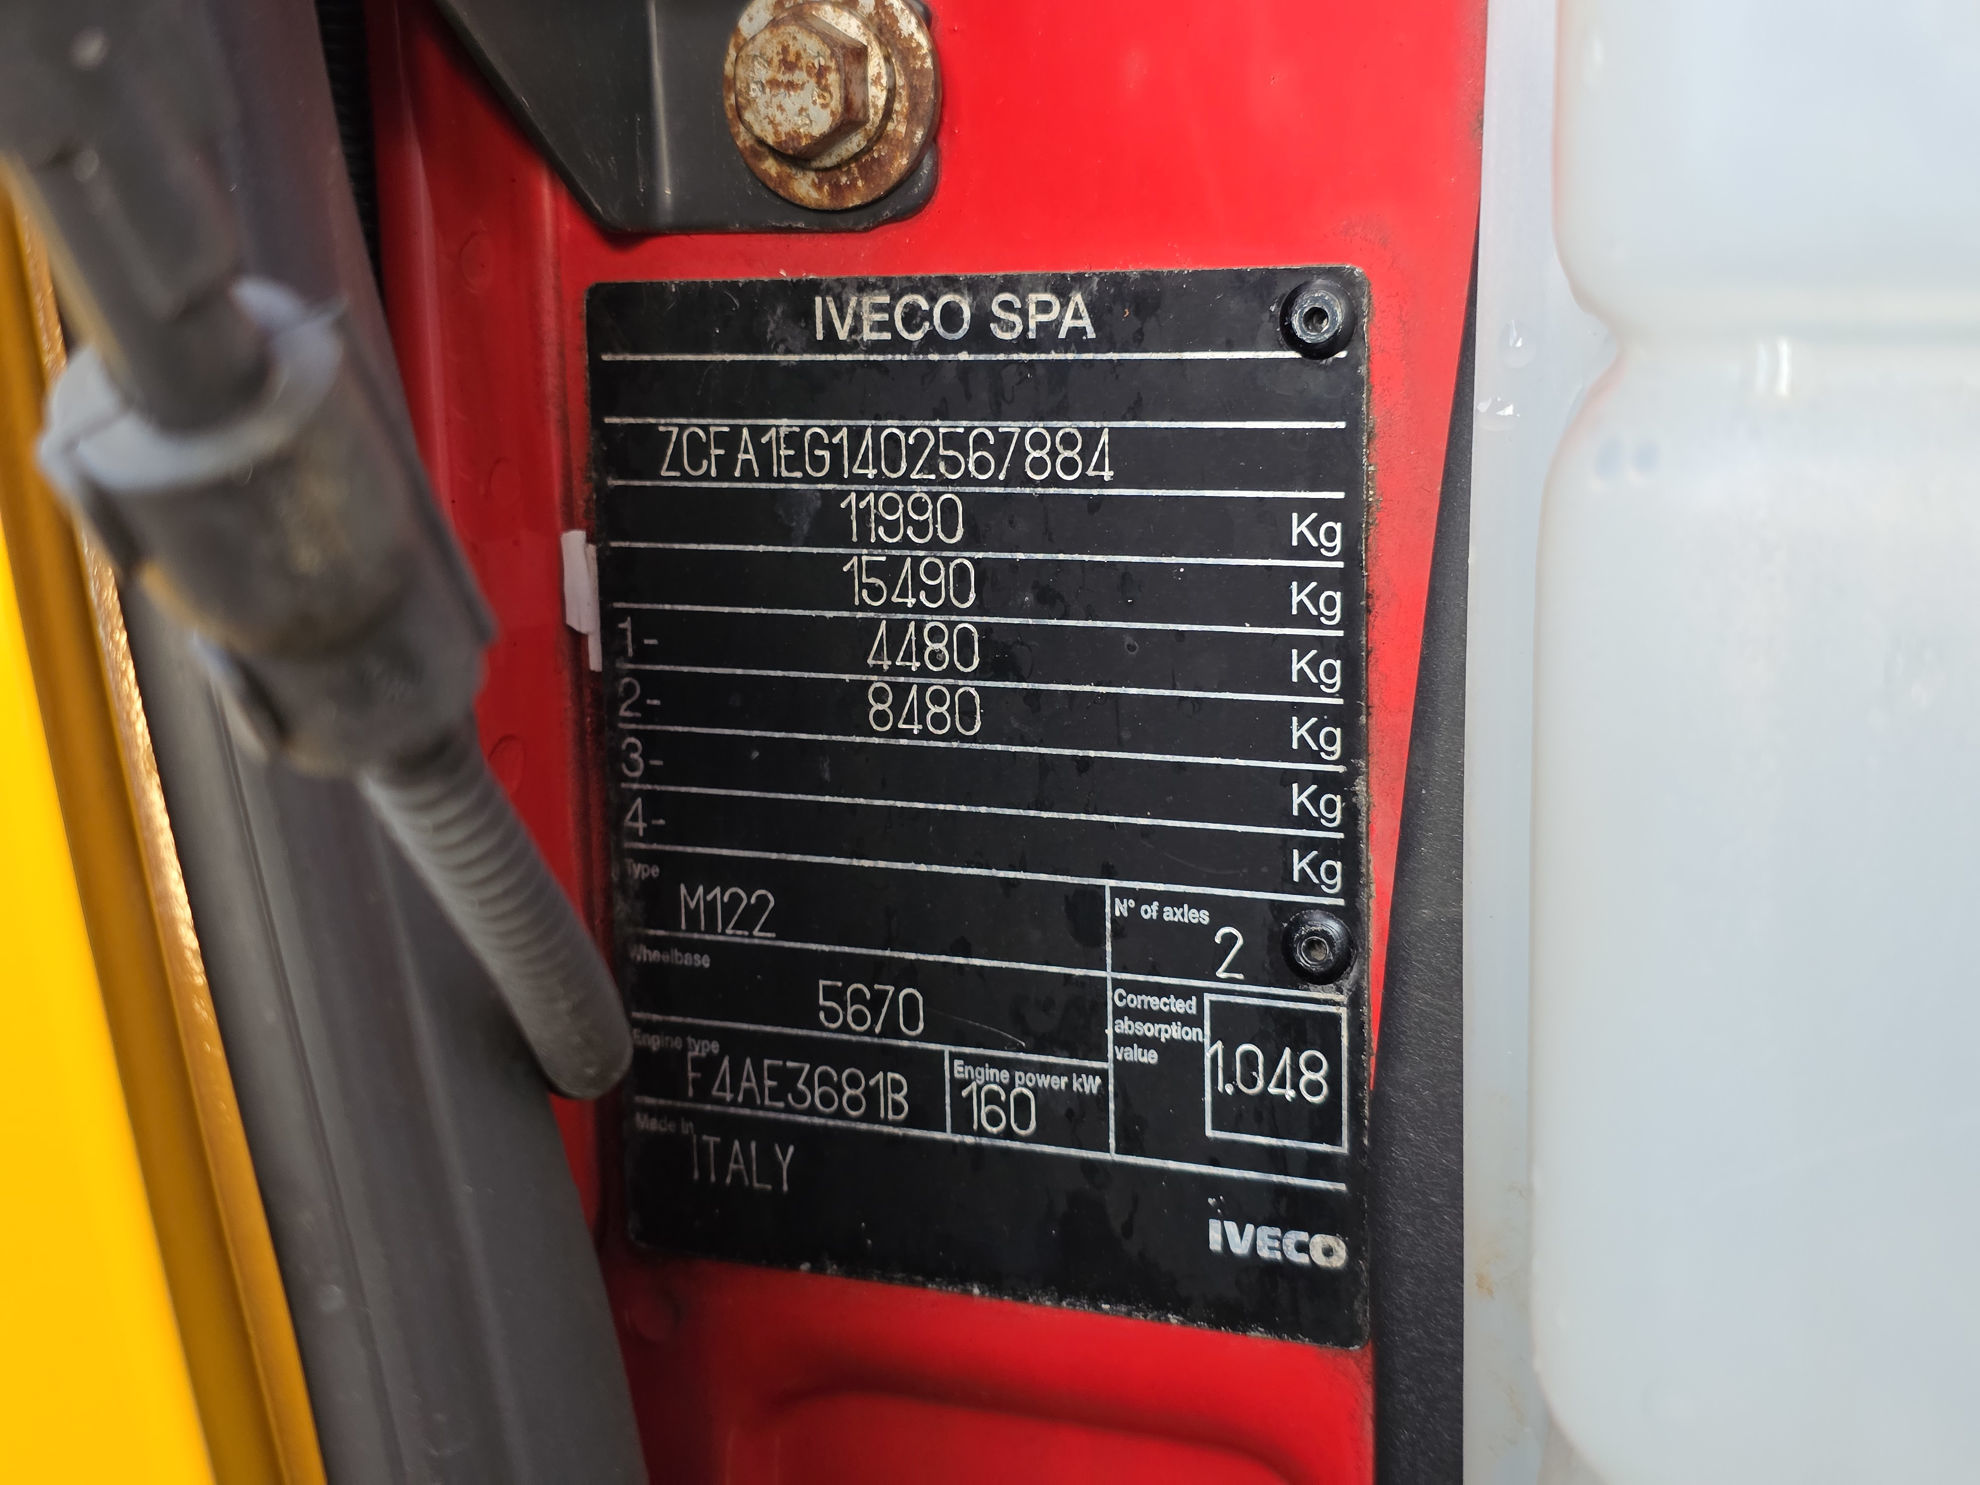 IVECO SPA
ZCFA1EG1402567884
11990 Kg
15490 Kg
1- 4480 Kg
2- 8480 Kg
3- Kg
4- Kg
Type
M122
N° of axles
2
Wheelbase
5670
Corrected
absorption
value
1.048
Engine type
F4AE3681B
Engine power kW
160
Made in
ITALY
IVECO